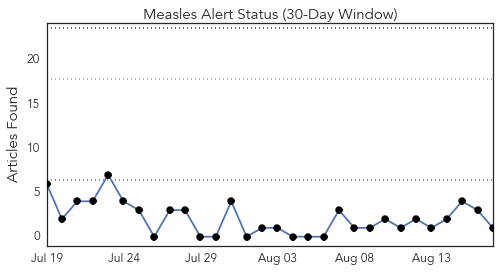 Measles Alert Status (30-Day Window)
Articles Found
20
15
10
5
0
Jul 19 Jul 24 Jul 29 Aug 03 Aug 08 Aug 13